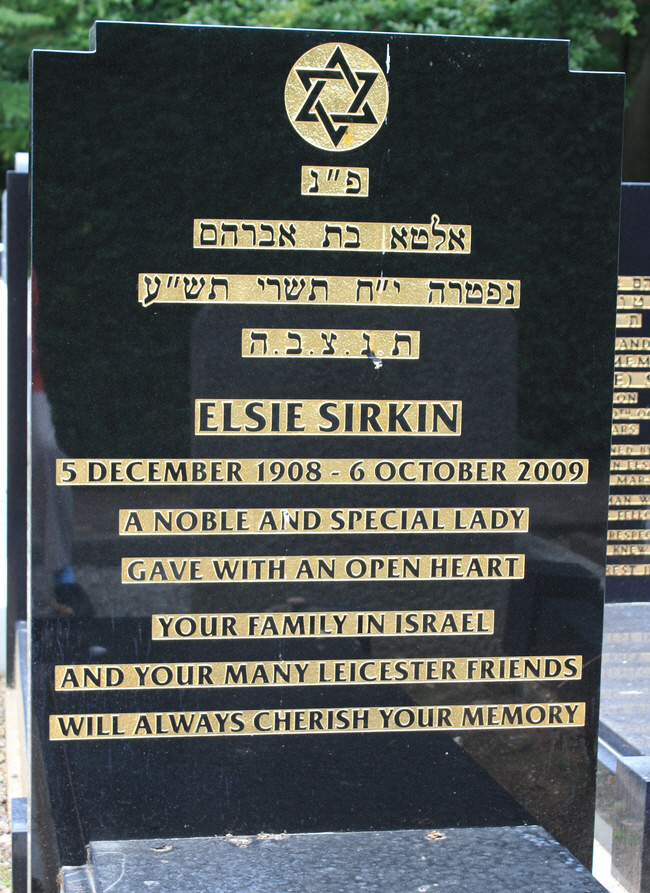 פ"נ
אלטא בת אברהם
נפטרה י"ח תשרי תש"ע
ת.נ.צ.ב.ה
ELSIE SIRKIN
5 DECEMBER 1908 - 6 OCTOBER 2009
A NOBLE AND SPECIAL LADY
GAVE WITH AN OPEN HEART
YOUR FAMILY IN ISRAEL
AND YOUR MANY LEICESTER FRIENDS
WILL ALWAYS CHERISH YOUR MEMORY